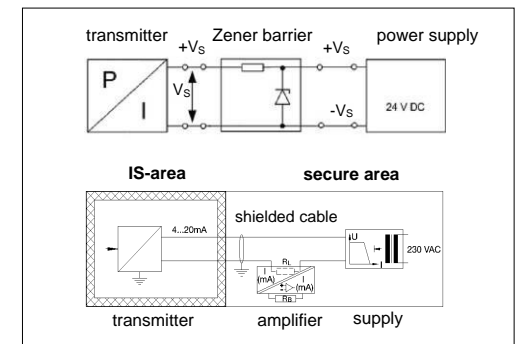 transmitter Zener barrier power supply
+VS +VS +VS
P
I
VS
24 V DC
-VS
IS-area secure area
shielded cable
4...20mA
U
I
230 VAC
RL
I (mA) I (mA)
RB
transmitter amplifier supply